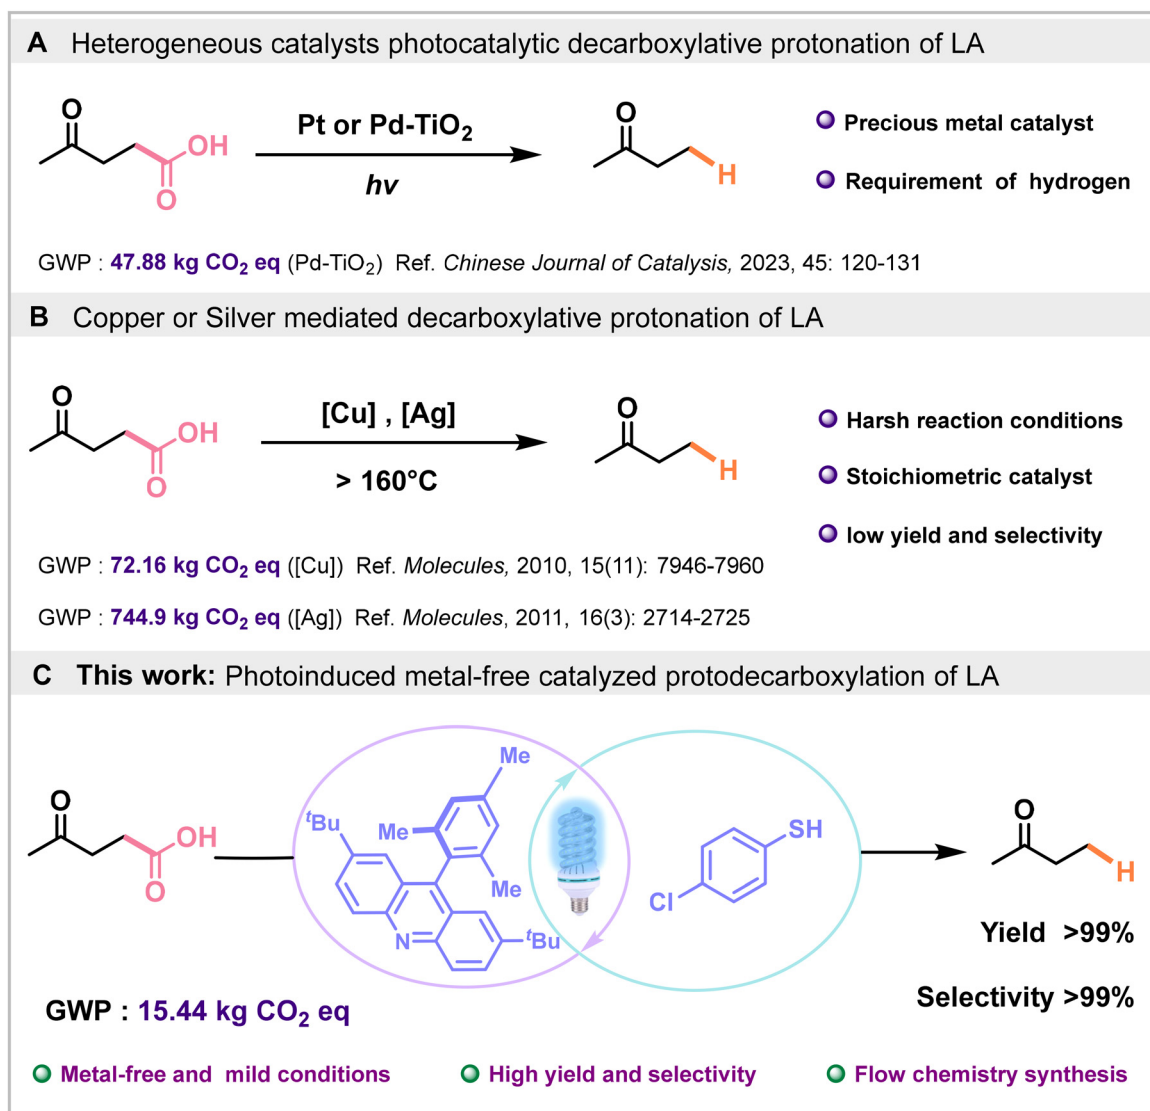 A Heterogeneous catalysts photocatalytic decarboxylative protonation of LA
O
OH
O
Pt or Pd-TiO₂
hv
O
H
Precious metal catalyst
Requirement of hydrogen
GWP : 47.88 kg CO₂ eq (Pd-TiO₂) Ref. Chinese Journal of Catalysis, 2023, 45: 120-131
B Copper or Silver mediated decarboxylative protonation of LA
O
OH
O
[Cu] , [Ag]
> 160°C
O
H
Harsh reaction conditions
Stoichiometric catalyst
low yield and selectivity
GWP : 72.16 kg CO₂ eq ([Cu]) Ref. Molecules, 2010, 15(11): 7946-7960
GWP : 744.9 kg CO₂ eq ([Ag]) Ref. Molecules, 2011, 16(3): 2714-2725
C This work: Photoinduced metal-free catalyzed protodecarboxylation of LA
O
OH
O
Me
ᵗBu
Me
Me
N
ᵗBu
SH
Cl
O
H
Yield >99%
Selectivity >99%
GWP : 15.44 kg CO₂ eq
Metal-free and mild conditions
High yield and selectivity
Flow chemistry synthesis